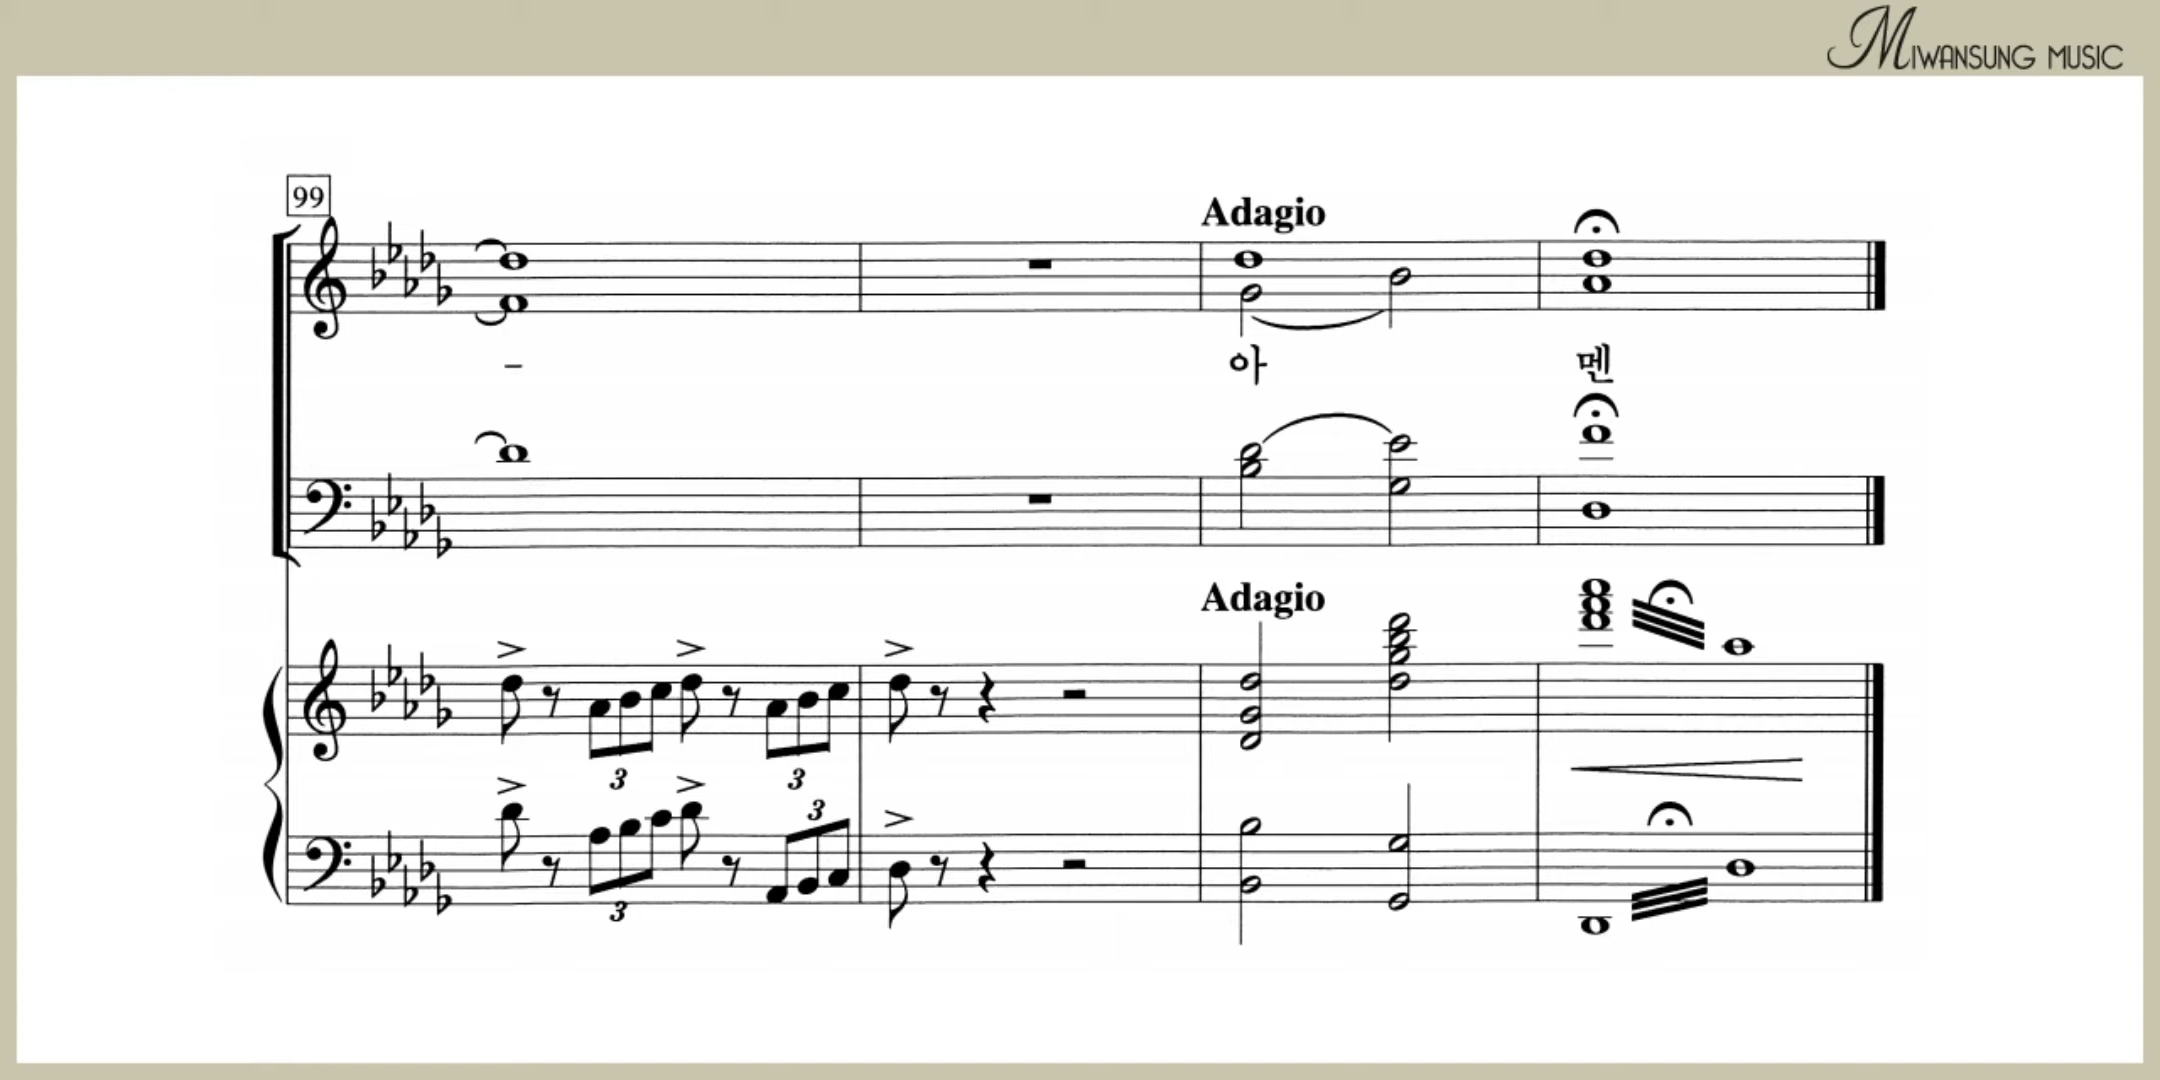 MIWANSUNG MUSIC
99
Adagio
– 아 멘
Adagio
3 3
3
3